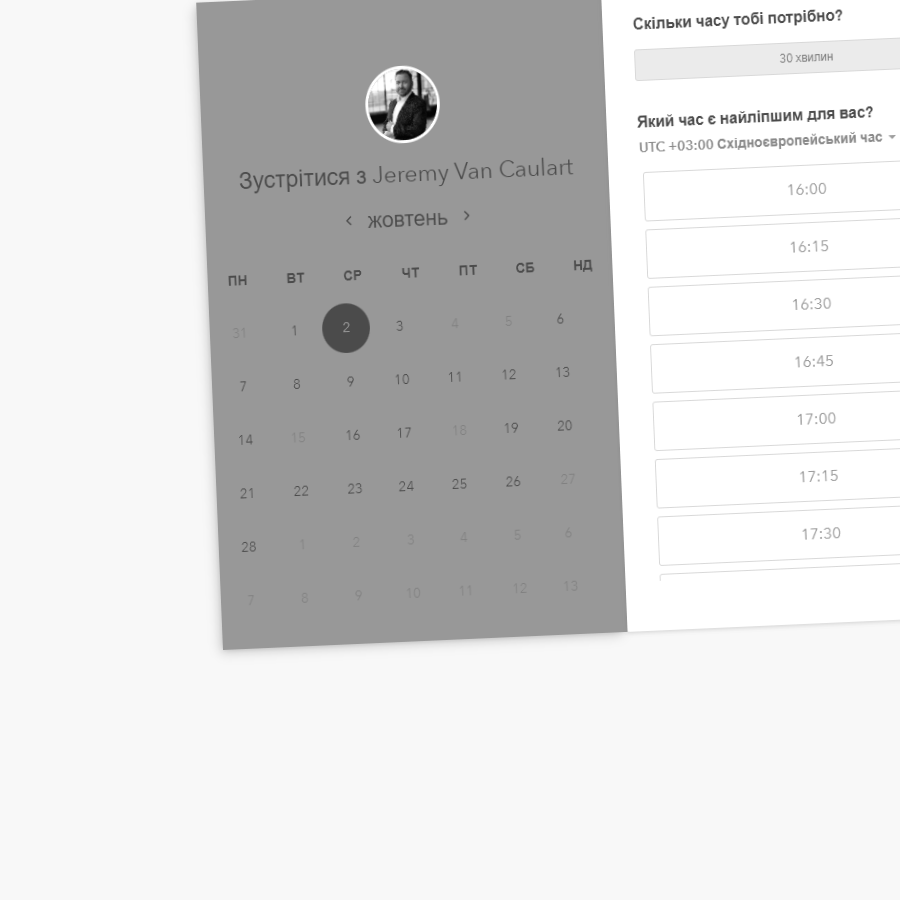 Зустрітися з Jeremy Van Caulart
жовтень
ПН ВТ СР ЧТ ПТ СБ НД
31 1 2 3 4 5 6
7 8 9 10 11 12 13
14 15 16 17 18 19 20
21 22 23 24 25 26 27
28 1 2 3 4 5 6
7 8 9 10 11 12 13
Скільки часу тобі потрібно?
30 хвилин
Який час є найліпшим для вас?
UTC +03:00 Східноєвропейський час
16:00
16:15
16:30
16:45
17:00
17:15
17:30